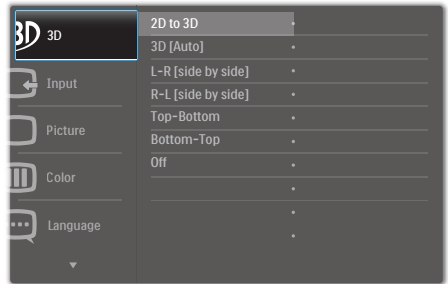 3D
3D
Input
Picture
Color
Language
2D to 3D
3D [Auto]
L-R [side by side]
R-L [side by side]
Top-Bottom
Bottom-Top
Off